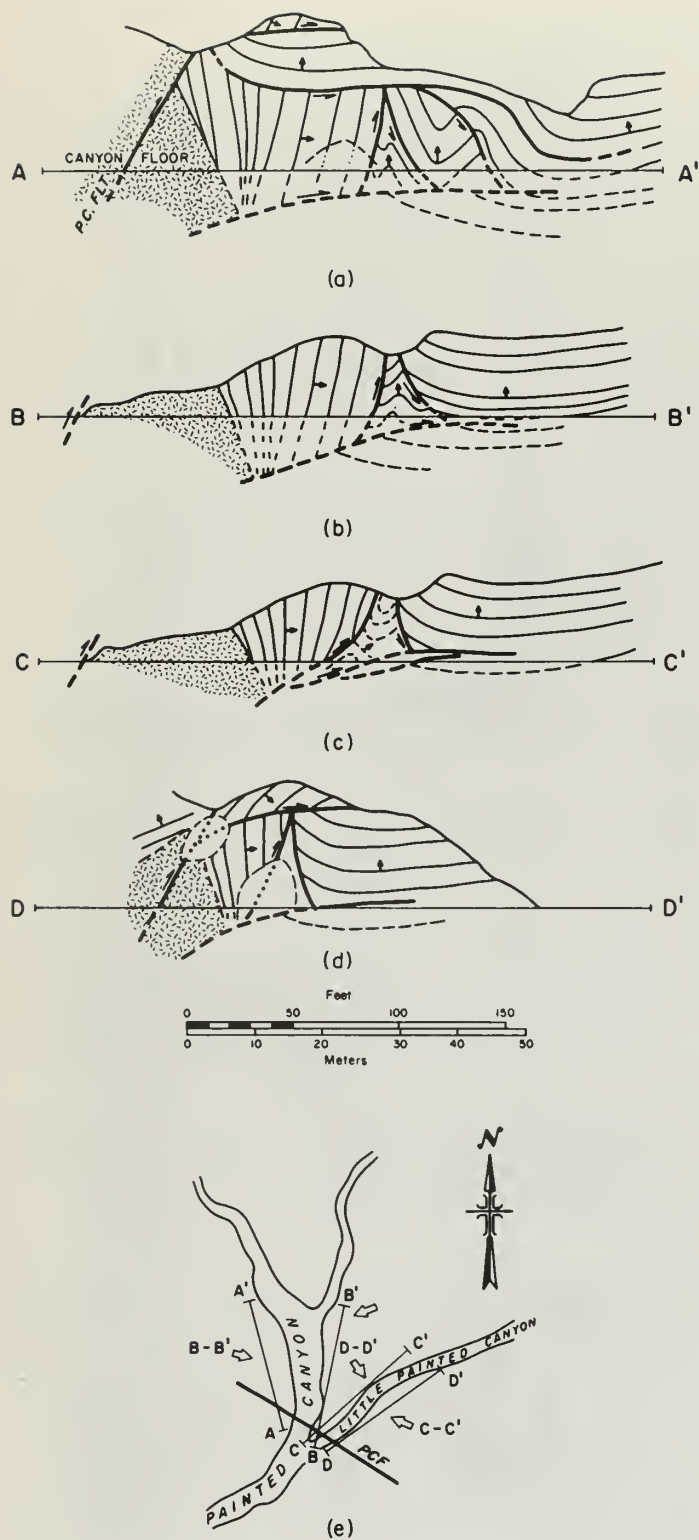 CANYON FLOOR
A A'
P.C. FLT.
(a)
B B'
(b)
C C'
(c)
D D'
(d)
Feet
0 50 100 150
0 10 20 30 40 50
Meters
N
A' B'
B-B' D-D' C'
CANYON
D'
LITTLE PAINTED CANYON
C-C'
A C B D
PCF
PAINTED
(e)